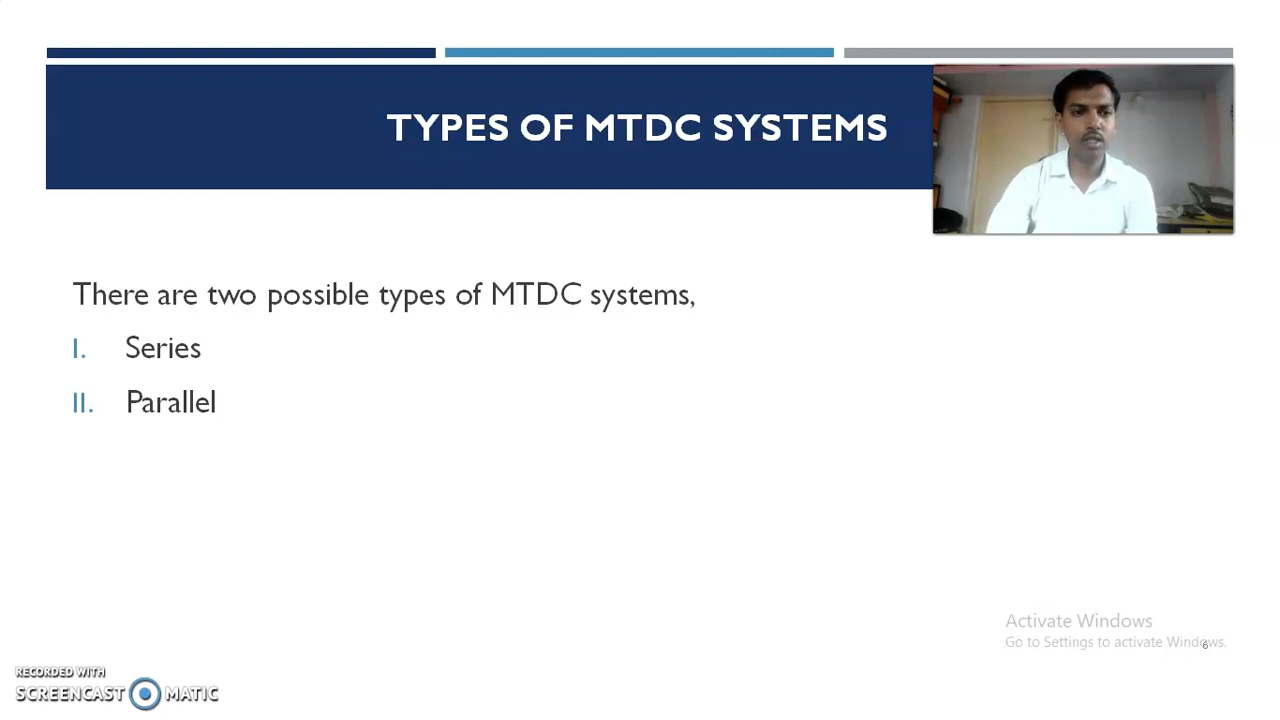 TYPES OF MTDC SYSTEMS
There are two possible types of MTDC systems,
I. Series
II. Parallel
Activate Windows
Go to Settings to activate Windows.
6
RECORDED WITH
SCREENCAST MATIC